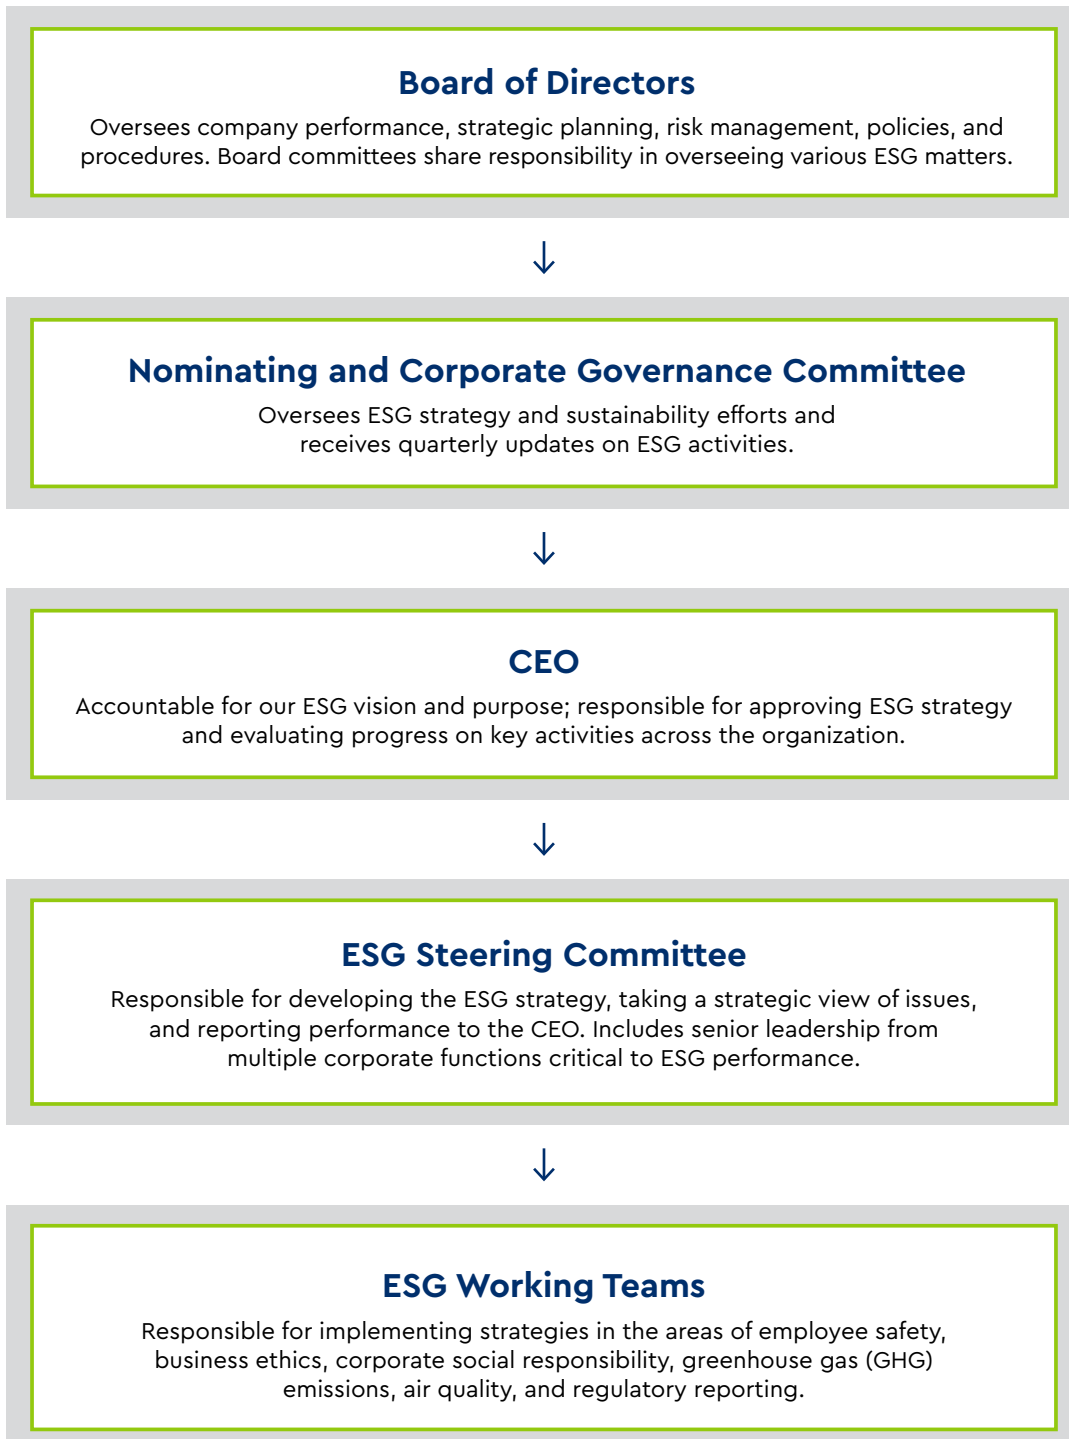 Board of Directors
Oversees company performance, strategic planning, risk management, policies, and
procedures. Board committees share responsibility in overseeing various ESG matters.
Nominating and Corporate Governance Committee
Oversees ESG strategy and sustainability efforts and
receives quarterly updates on ESG activities.
CEO
Accountable for our ESG vision and purpose; responsible for approving ESG strategy
and evaluating progress on key activities across the organization.
ESG Steering Committee
Responsible for developing the ESG strategy, taking a strategic view of issues,
and reporting performance to the CEO. Includes senior leadership from
multiple corporate functions critical to ESG performance.
ESG Working Teams
Responsible for implementing strategies in the areas of employee safety,
business ethics, corporate social responsibility, greenhouse gas (GHG)
emissions, air quality, and regulatory reporting.